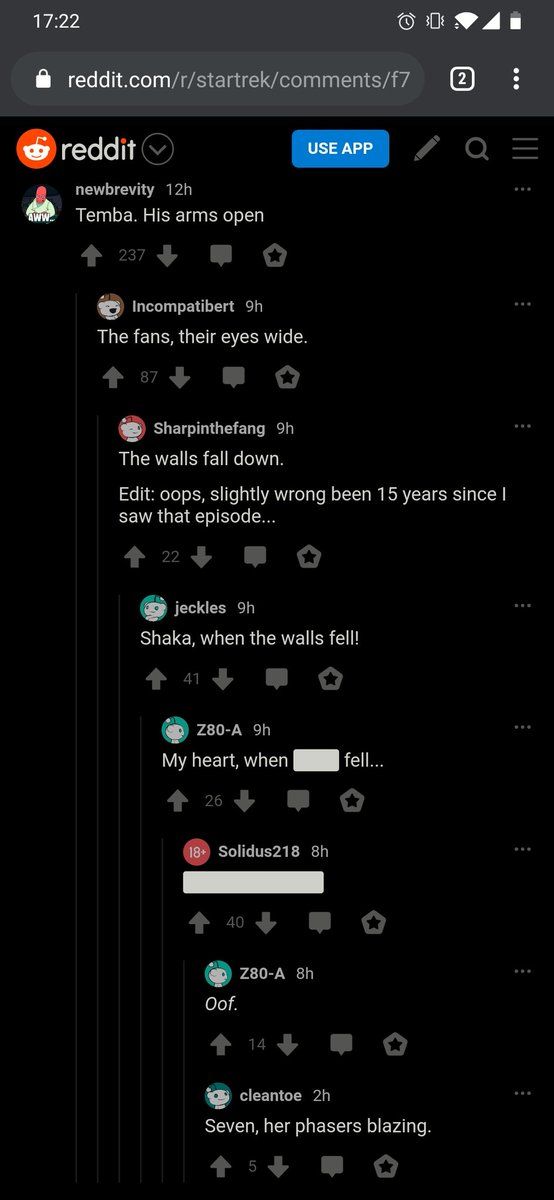 17:22
reddit.com/r/startrek/comments/f7
2
reddit
USE APP
AWW
newbrevity 12h
Temba. His arms open
237
Incompatibert 9h
The fans, their eyes wide.
87
Sharpinthefang 9h
The walls fall down.
Edit: oops, slightly wrong been 15 years since I
saw that episode...
22
jeckles 9h
Shaka, when the walls fell!
41
Z80-A 9h
My heart, when fell...
26
18+ Solidus218 8h
40
Z80-A 8h
Oof.
14
cleantoe 2h
Seven, her phasers blazing.
5